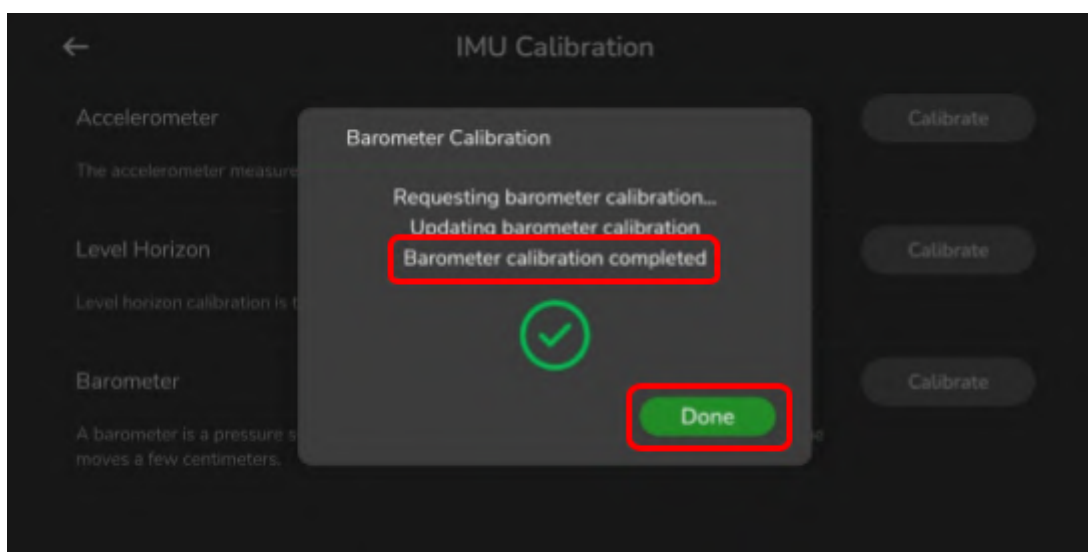 IMU Calibration
Accelerometer
Calibrate
The accelerometer measure
Level Horizon
Calibrate
Level horizon calibration is t
Barometer
Calibrate
A barometer is a pressure s
moves a few centimeters.
Barometer Calibration
Requesting barometer calibration...
Updating barometer calibration
Barometer calibration completed
Done